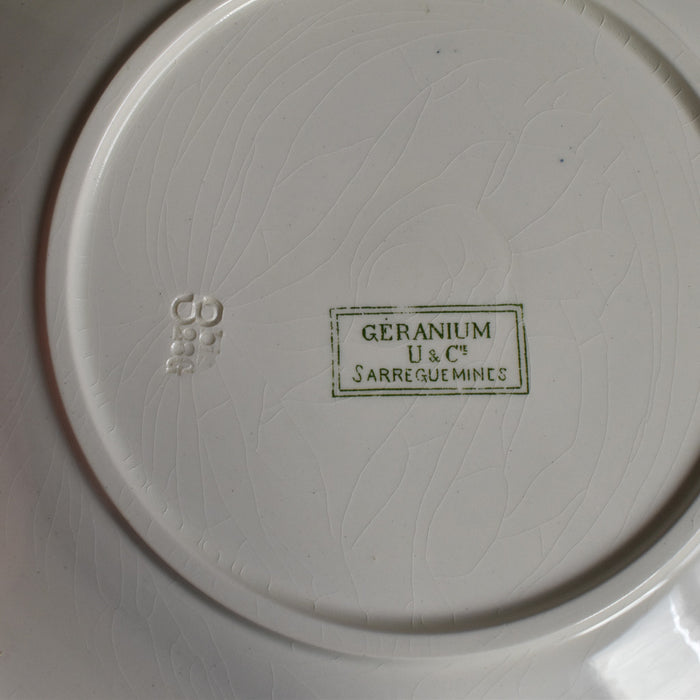 GERANIUM
U & Cie
SARREGUEMINES